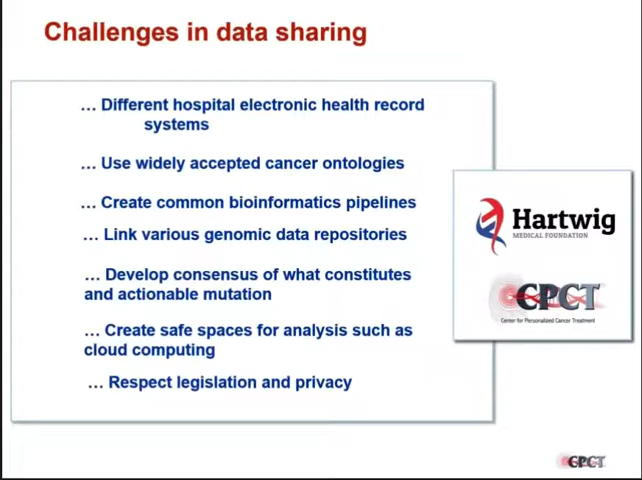 Challenges in data sharing
… Different hospital electronic health record
systems
… Use widely accepted cancer ontologies
… Create common bioinformatics pipelines
… Link various genomic data repositories
… Develop consensus of what constitutes
and actionable mutation
… Create safe spaces for analysis such as
cloud computing
… Respect legislation and privacy
Hartwig
MEDICAL FOUNDATION
CPCT
Center for Personalized Cancer Treatment
CPCT